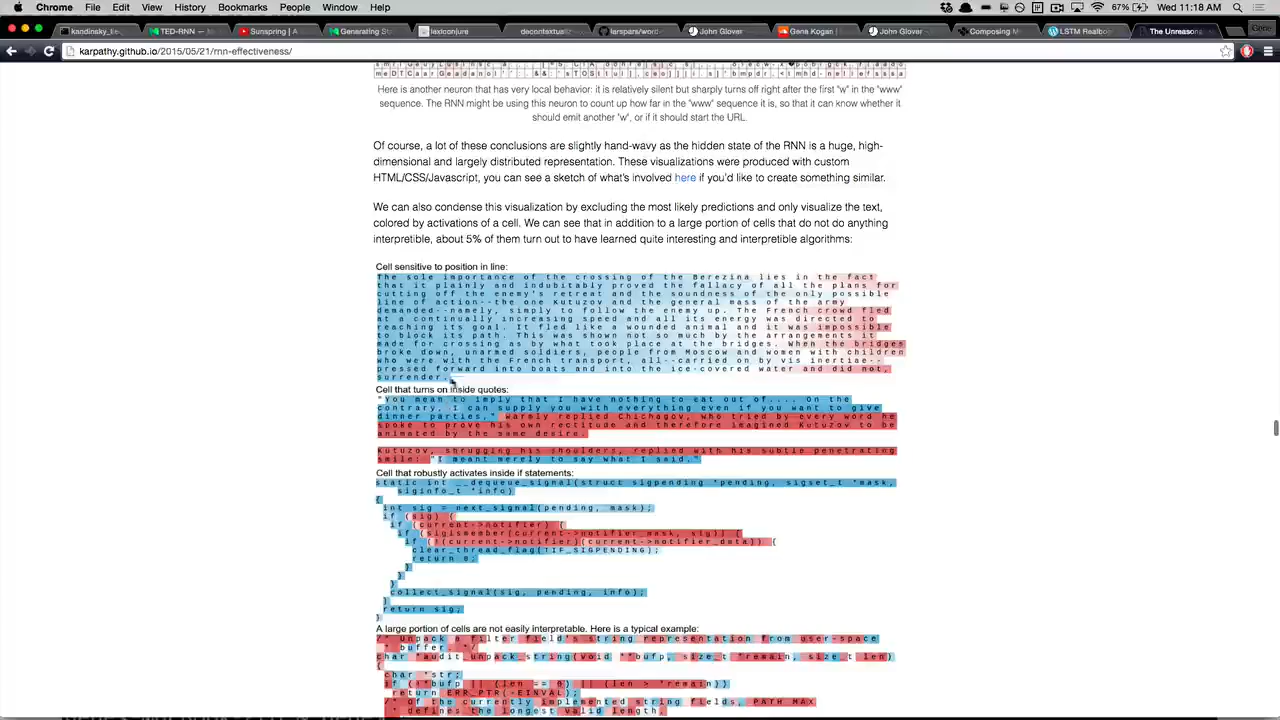 Chrome File Edit View History Bookmarks People Window Help
67% Wed 11:18 AM
kandinsky_Ec
TED-RNN —
Sunspring | A
Generating St
lexiconjure
decontextuali
larspars/word-
John Glover
Gene Kogan |
John Glover
Composing M
LSTM Realbo
The Unreason
Gene
karpathy.github.io/2015/05/21/rnn-effectiveness/
Here is another neuron that has very local behavior: it is relatively silent but sharply turns off right after the first "w" in the "www"
sequence. The RNN might be using this neuron to count up how far in the "www" sequence it is, so that it can know whether it
should emit another "w", or if it should start the URL.
Of course, a lot of these conclusions are slightly hand-wavy as the hidden state of the RNN is a huge, high-
dimensional and largely distributed representation. These visualizations were produced with custom
HTML/CSS/Javascript, you can see a sketch of what's involved here if you'd like to create something similar.
We can also condense this visualization by excluding the most likely predictions and only visualize the text,
colored by activations of a cell. We can see that in addition to a large portion of cells that do not do anything
interpretible, about 5% of them turn out to have learned quite interesting and interpretible algorithms:
Cell sensitive to position in line:
The sole importance of the crossing of the Berezina lies in the fact
that it plainly and indubitably proved the fallacy of all the plans for
cutting off the enemy's retreat and the soundness of the only possible
line of action--the one Kutuzov and the general mass of the army
demanded--namely, simply to follow the enemy up. The French crowd fled
at a continually increasing speed and all its energy was directed to
reaching its goal. It fled like a wounded animal and it was impossible
to block its path. This was shown not so much by the arrangements it
made for crossing as by what took place at the bridges. When the bridges
broke down, unarmed soldiers, people from Moscow and women with children
who were with the French transport, all--carried on by vis inertiae--
pressed forward into boats and into the ice-covered water and did not,
surrender.
Cell that turns on inside quotes:
"You mean to imply that I have nothing to eat out of.... On the
contrary, I can supply you with everything even if you want to give
dinner parties," warmly replied Chichagov, who tried by every word he
spoke to prove his own rectitude and therefore imagined Kutuzov to be
animated by the same desire.
Kutuzov, shrugging his shoulders, replied with his subtle penetrating
smile: "I meant merely to say what I said."
Cell that robustly activates inside if statements:
static int __dequeue_signal(struct sigpending *pending, sigset_t *mask,
siginfo_t *info)
{
int sig = next_signal(pending, mask);
if (sig) {
if (current->notifier) {
if (sigismember(current->notifier_mask, sig)) {
if (!(current->notifier)(current->notifier_data)) {
clear_thread_flag(TIF_SIGPENDING);
return 0;
}
}
}
collect_signal(sig, pending, info);
}
return sig;
}
A large portion of cells are not easily interpretable. Here is a typical example:
/* Unpack a filter field's string representation from user-space
* buffer. */
char *audit_unpack_string(void **bufp, size_t *remain, size_t len)
{
char *str;
if (!*bufp || (len == 0) || (len > *remain))
return ERR_PTR(-EINVAL);
/* Of the currently implemented string fields, PATH_MAX
* defines the longest valid length.